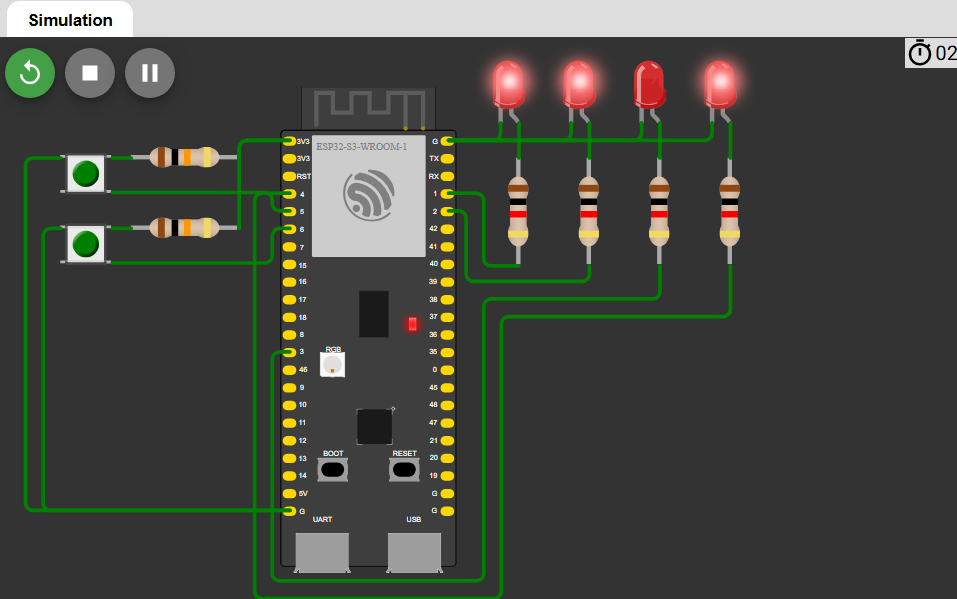 Simulation
02
ESP32-S3-WROOM-1
3V3 G
3V3 TX
RST RX
4 1
5 2
6 42
7 41
15 40
16 39
17 38
18 37
8 36
3 35
46 0
9 45
10 48
11 47
12 21
13 20
14 19
5V G
G G
RGB
BOOT RESET
UART USB